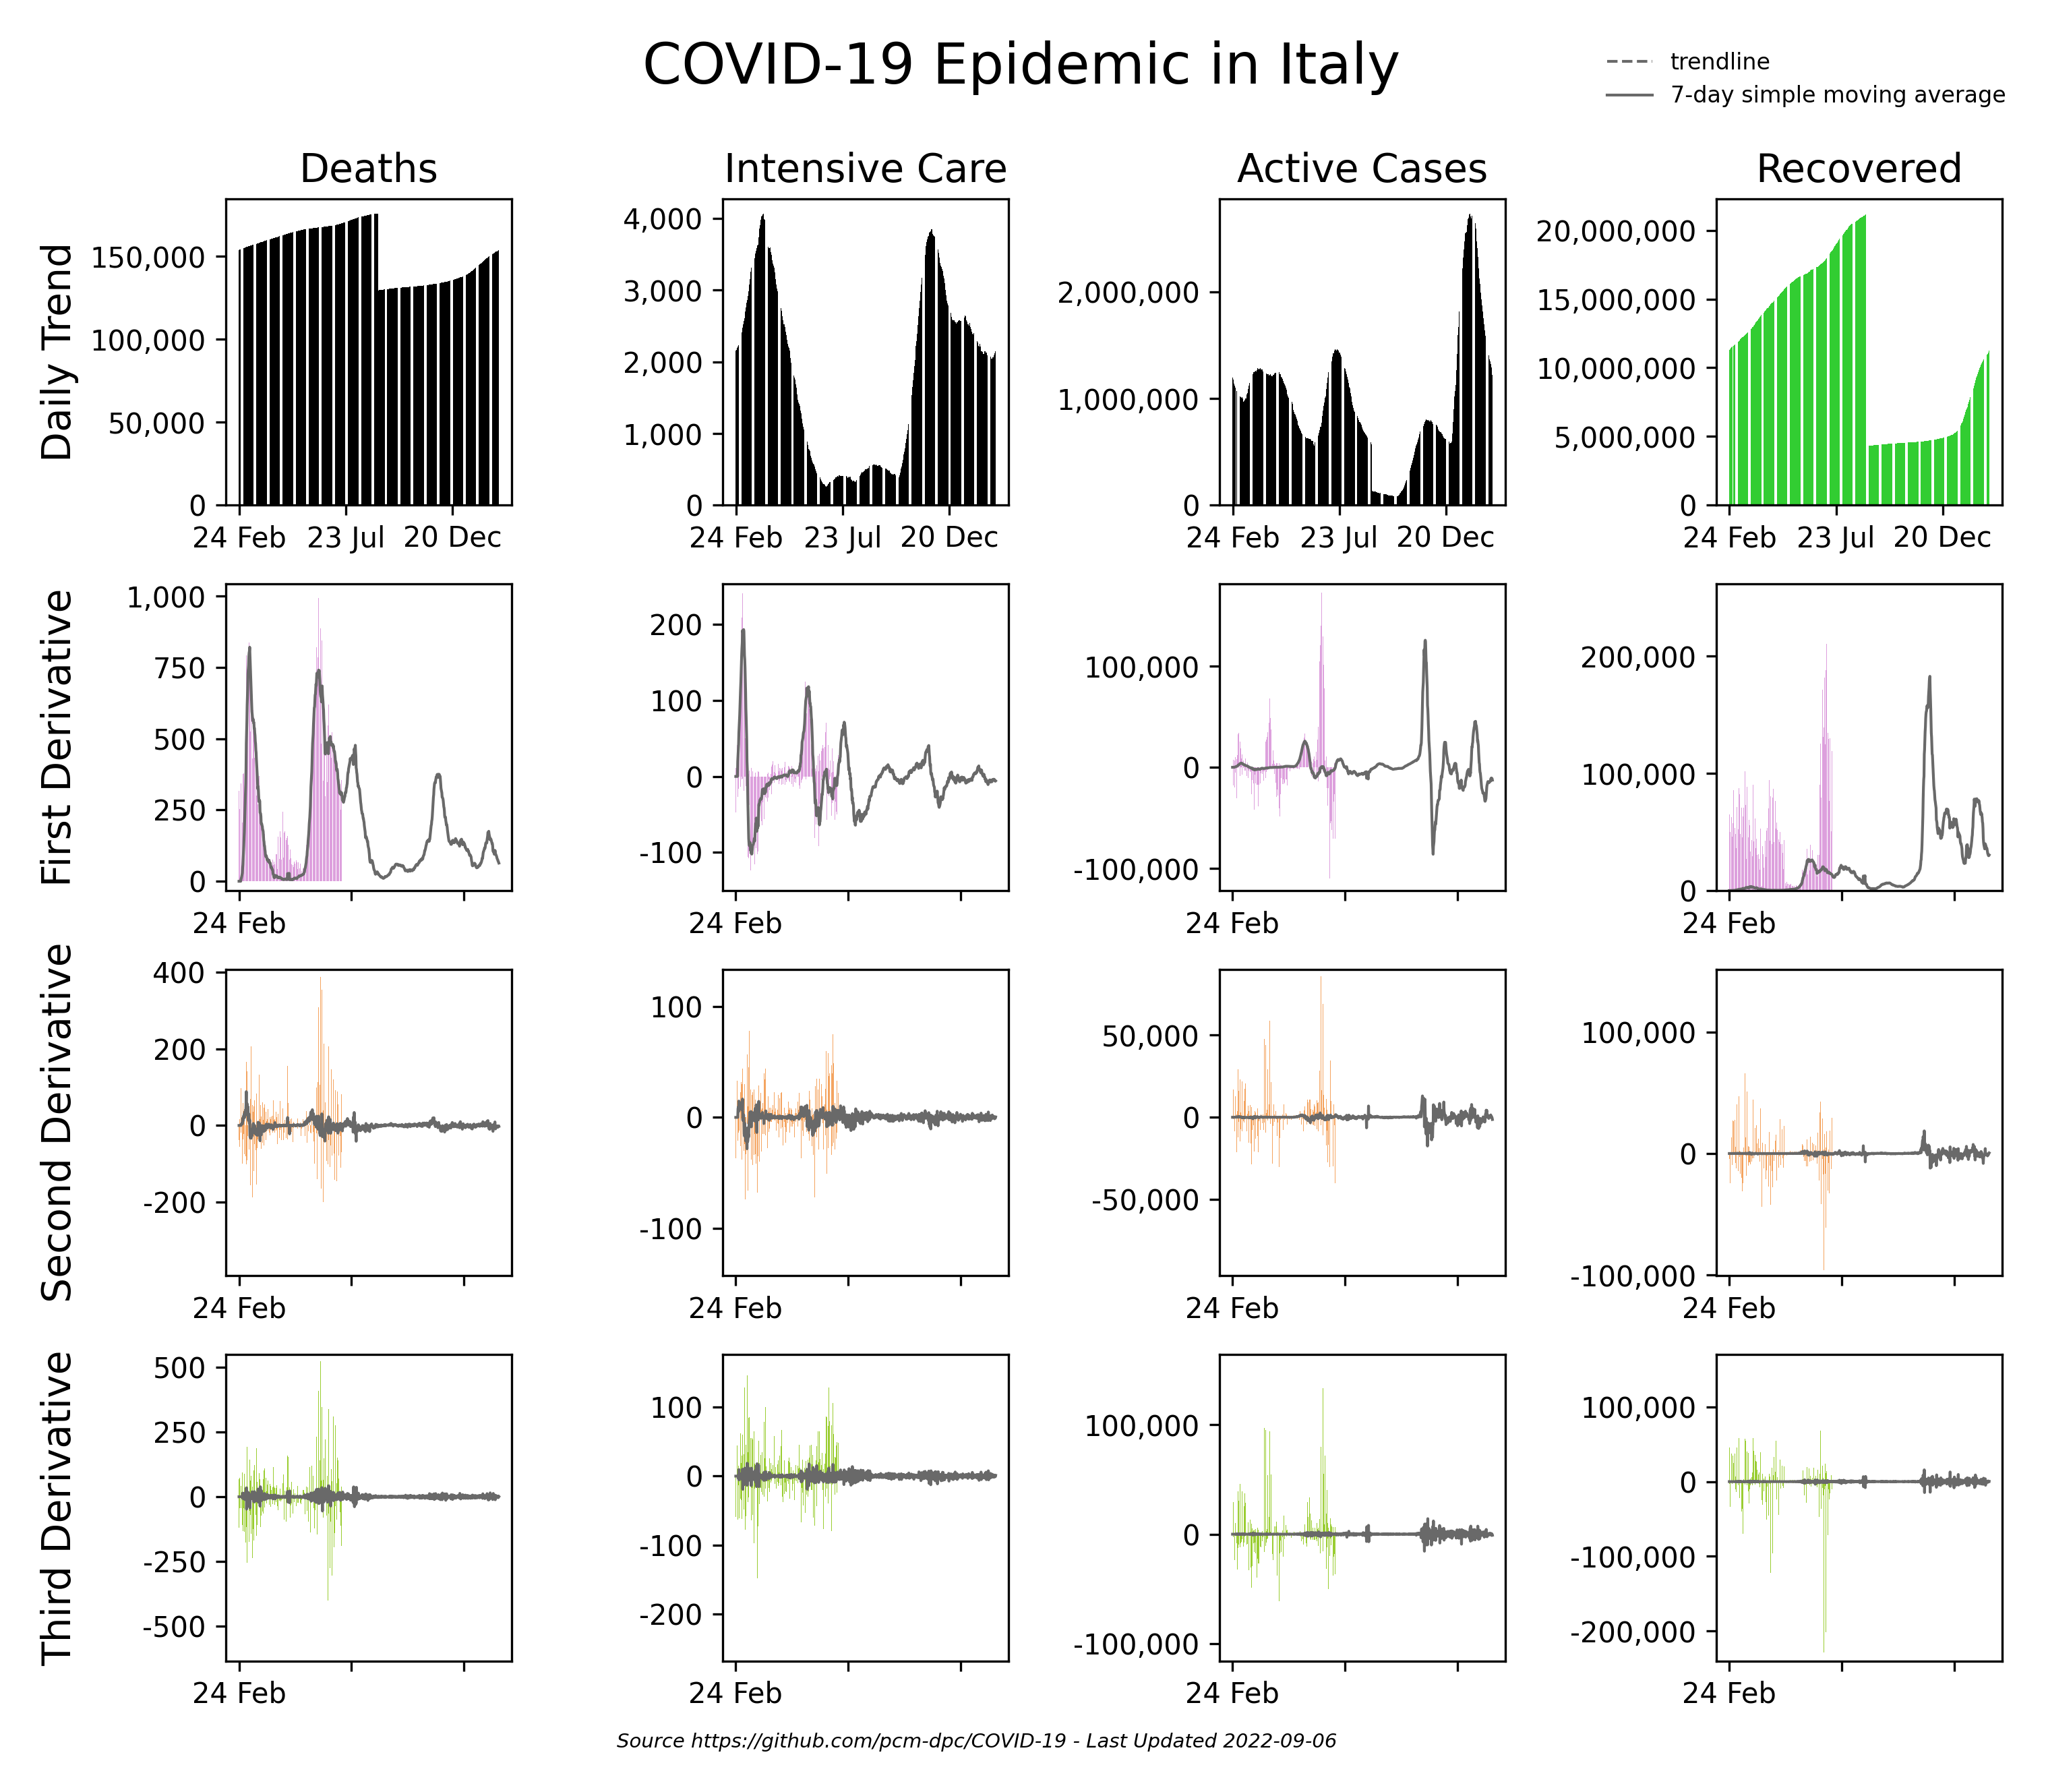 COVID-19 Epidemic in Italy
trendline
7-day simple moving average
Deaths
Intensive Care
Active Cases
Recovered
Daily Trend
150,000
100,000
50,000
0
24 Feb
23 Jul
20 Dec
4,000
3,000
2,000
1,000
0
24 Feb
23 Jul
20 Dec
2,000,000
1,000,000
0
24 Feb
23 Jul
20 Dec
20,000,000
15,000,000
10,000,000
5,000,000
0
24 Feb
23 Jul
20 Dec
First Derivative
1,000
750
500
250
0
24 Feb
200
100
0
-100
24 Feb
100,000
0
-100,000
24 Feb
200,000
100,000
0
24 Feb
Second Derivative
400
200
0
-200
24 Feb
100
0
-100
24 Feb
50,000
0
-50,000
24 Feb
100,000
0
-100,000
24 Feb
Third Derivative
500
250
0
-250
-500
24 Feb
100
0
-100
-200
24 Feb
100,000
0
-100,000
24 Feb
100,000
0
-100,000
-200,000
24 Feb
Source https://github.com/pcm-dpc/COVID-19 - Last Updated 2022-09-06